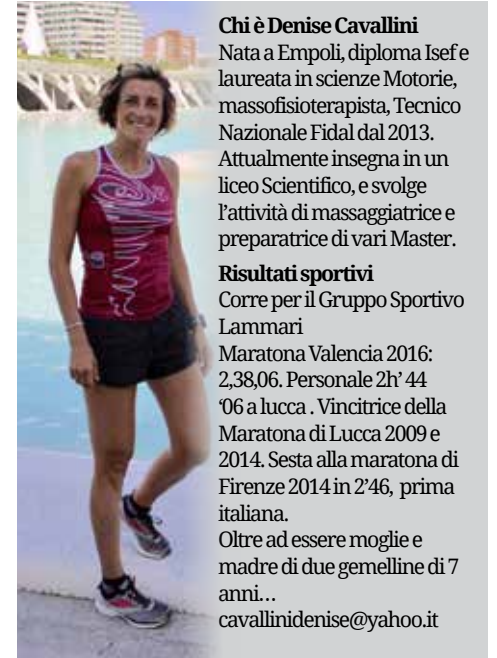 Chi è Denise Cavallini
Nata a Empoli, diploma Isef e
laureata in scienze Motorie,
massofisioterapista, Tecnico
Nazionale Fidal dal 2013.
Attualmente insegna in un
liceo Scientifico, e svolge
l'attività di massaggiatrice e
preparatrice di vari Master.
Risultati sportivi
Corre per il Gruppo Sportivo
Lammari
Maratona Valencia 2016:
2,38,06. Personale 2h' 44
'06 a lucca . Vincitrice della
Maratona di Lucca 2009 e
2014. Sesta alla maratona di
Firenze 2014 in 2'46, prima
italiana.
Oltre ad essere moglie e
madre di due gemelline di 7
anni…
cavallinidenise@yahoo.it